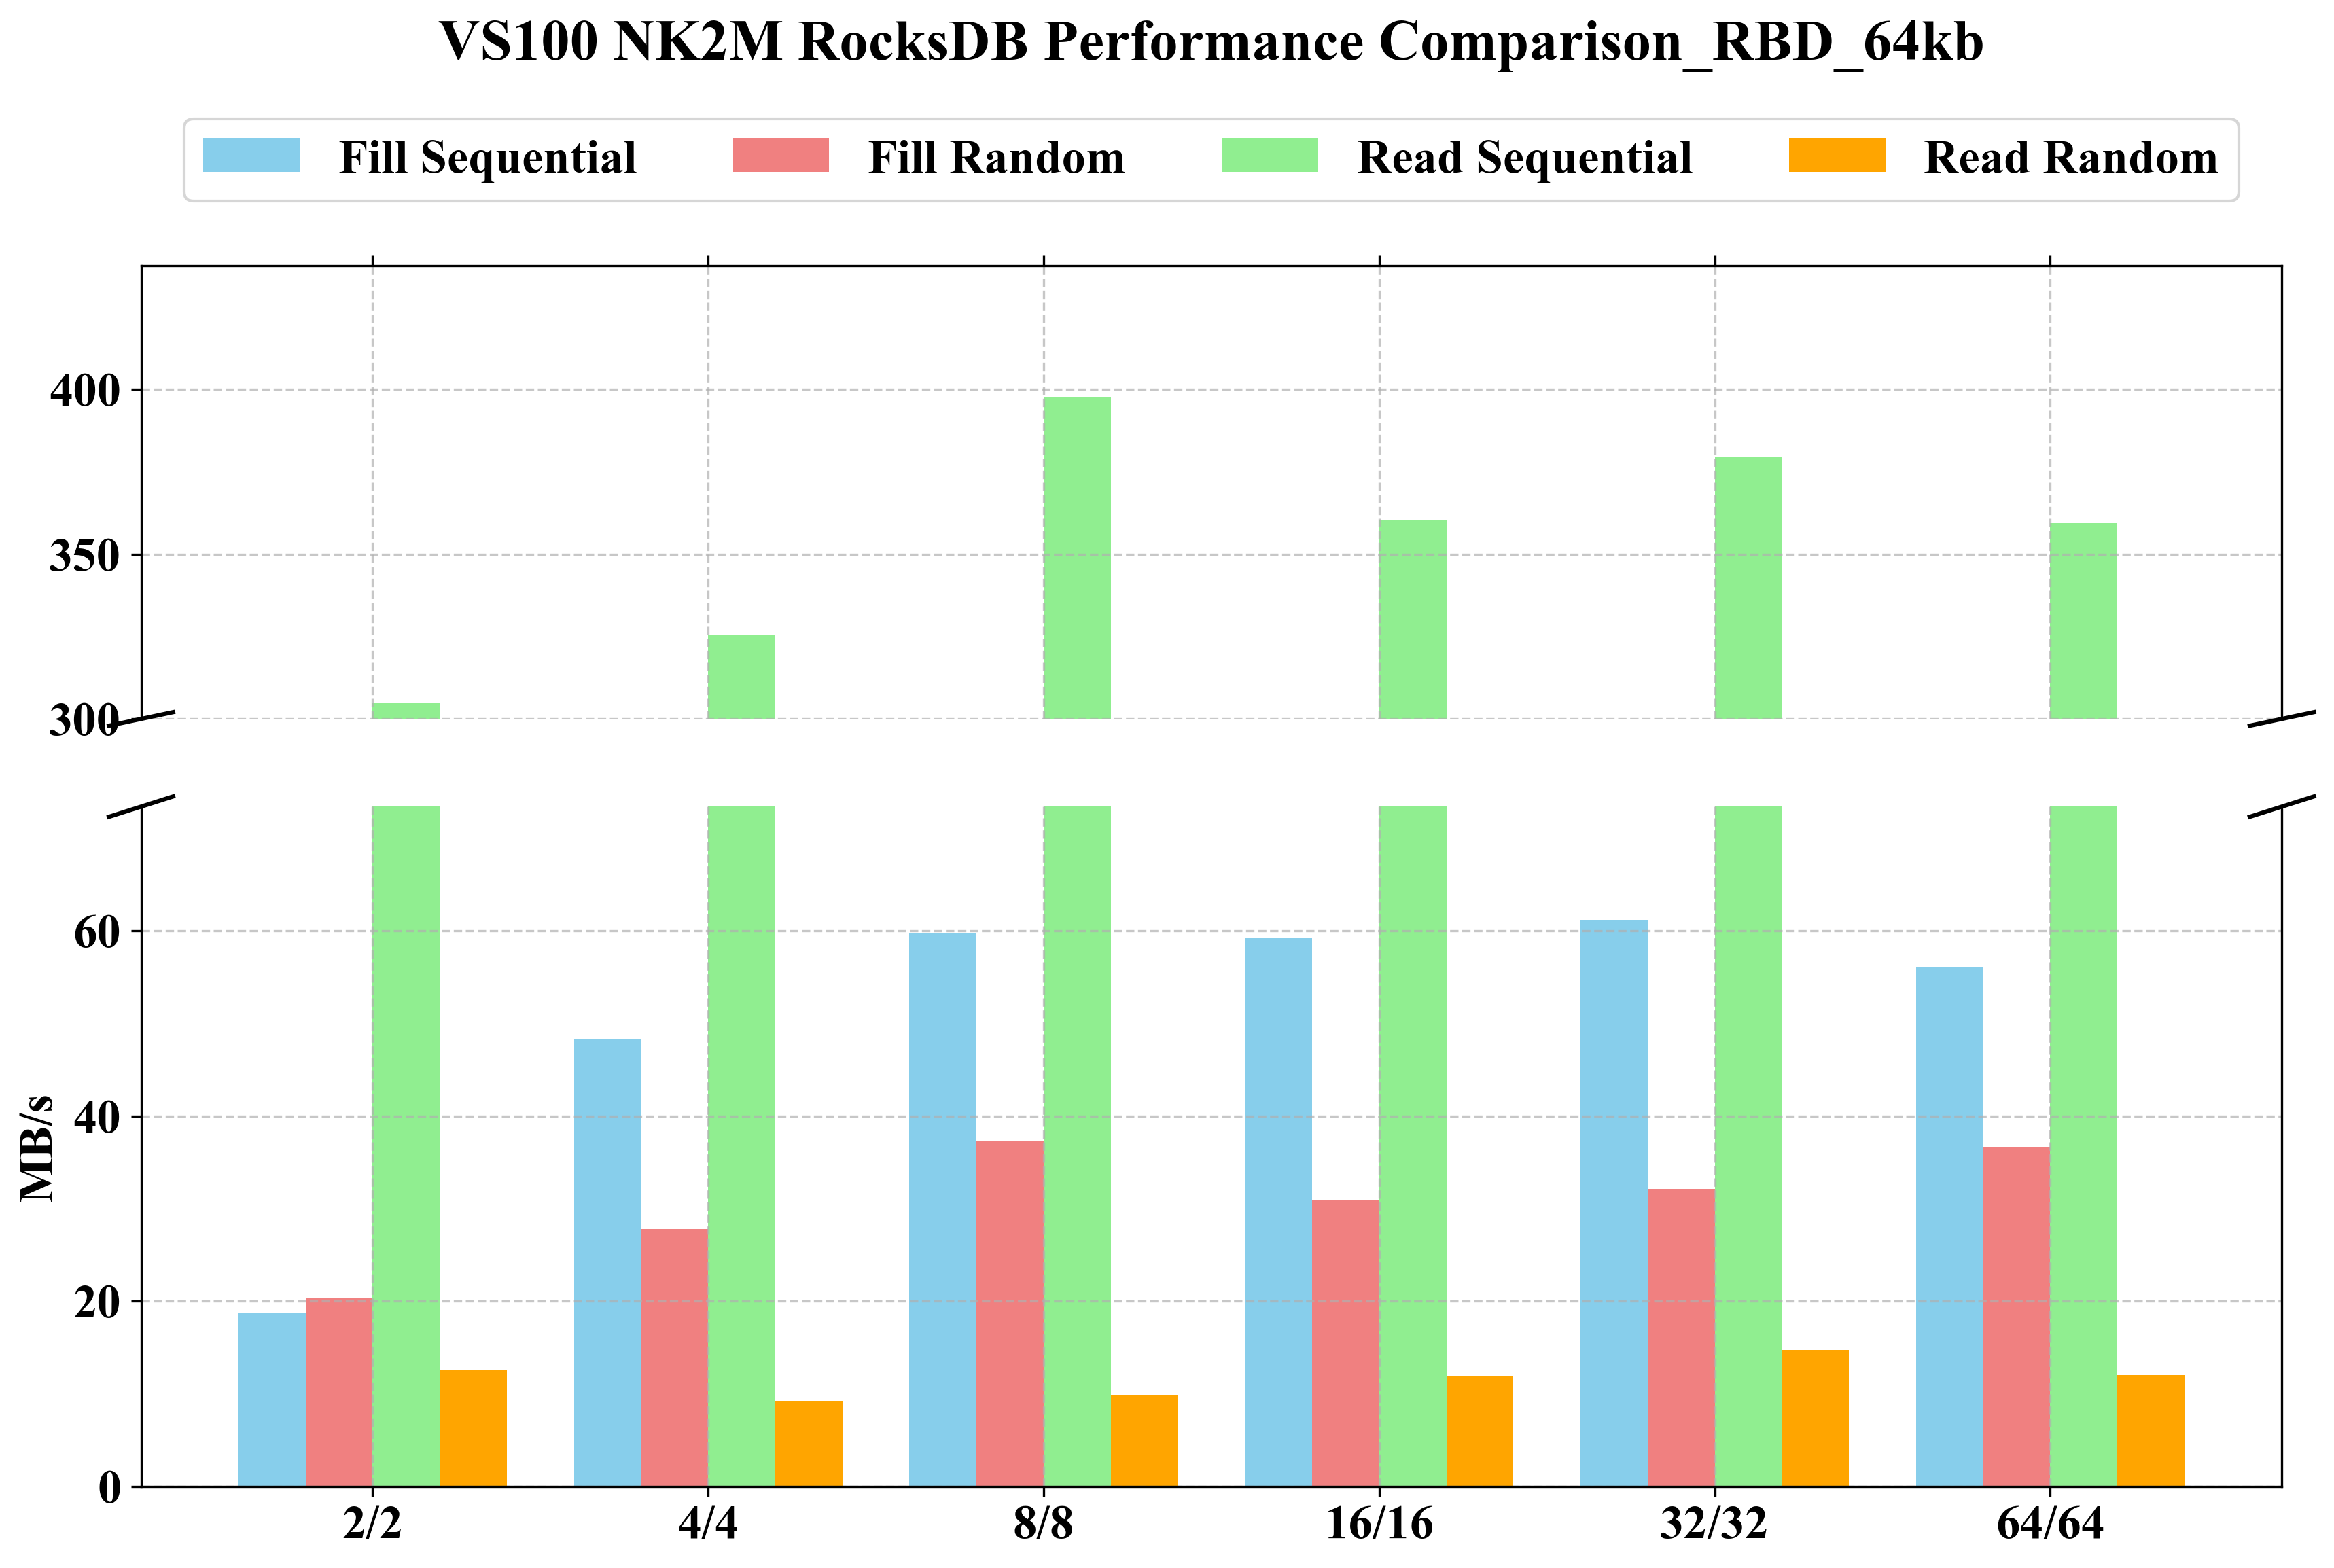 VS100 NK2M RocksDB Performance Comparison_RBD_64kb
Fill Sequential Fill Random Read Sequential Read Random
400
350
300
60
40
20
0
MB/s
2/2 4/4 8/8 16/16 32/32 64/64